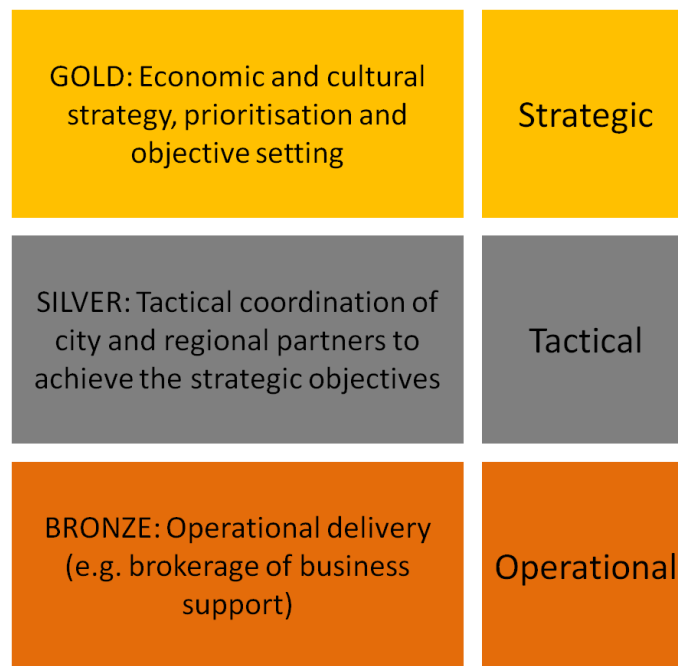 GOLD: Economic and cultural
strategy, prioritisation and
objective setting
Strategic
SILVER: Tactical coordination of
city and regional partners to
achieve the strategic objectives
Tactical
BRONZE: Operational delivery
(e.g. brokerage of business
support)
Operational